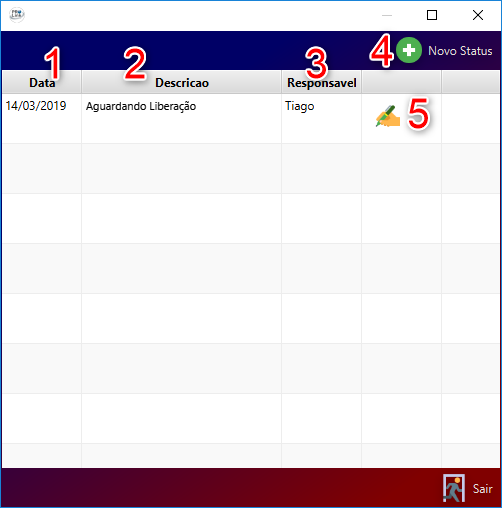 4 Novo Status
1 2 3
Data Descricao Responsavel
14/03/2019 Aguardando Liberação Tiago 5
Sair